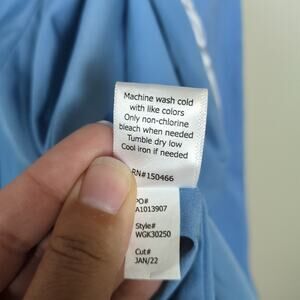 Machine wash cold
with like colors
Only non-chlorine
bleach when needed
Tumble dry low
Cool iron if needed
RN#150466
PO#
A1013907
Style#
WGK30250
Cut#
JAN/22